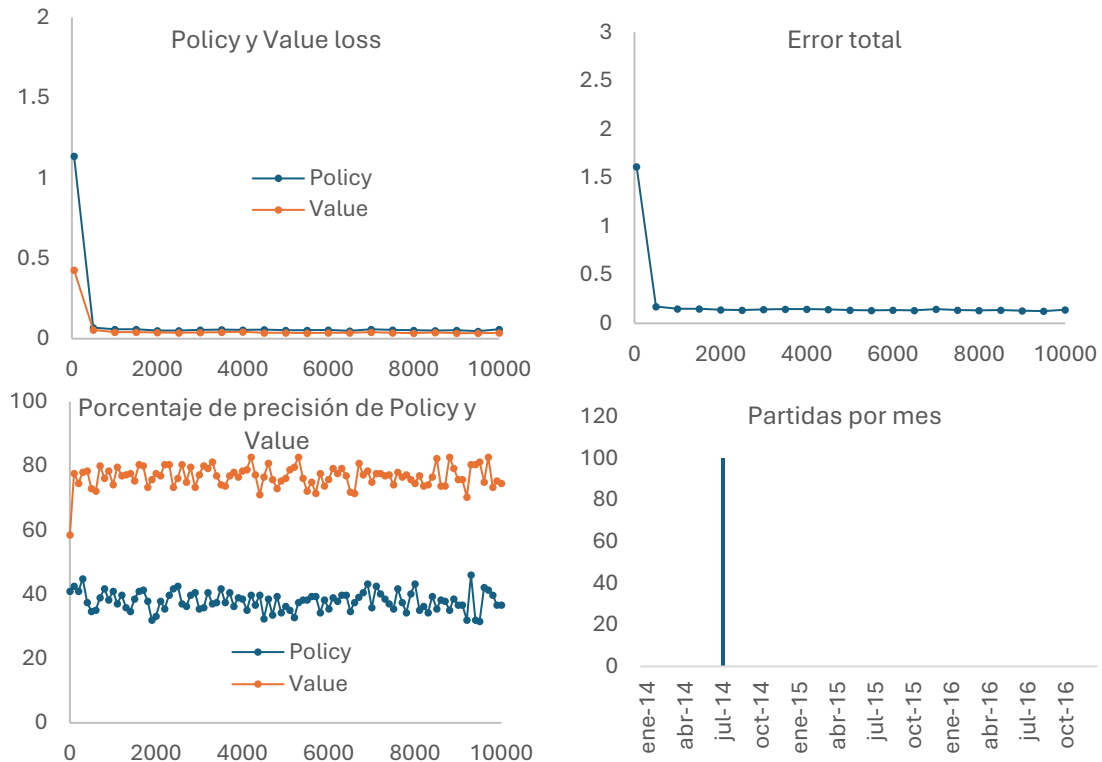 Policy y Value loss
2
1.5
1
0.5
0
Policy
Value
0 2000 4000 6000 8000 10000
Error total
3
2.5
2
1.5
1
0.5
0
0 2000 4000 6000 8000 10000
Porcentaje de precisión de Policy y
Value
100
80
60
40
20
0
Policy
Value
0 2000 4000 6000 8000 10000
Partidas por mes
120
100
80
60
40
20
0
ene-14
abr-14
jul-14
oct-14
ene-15
abr-15
jul-15
oct-15
ene-16
abr-16
jul-16
oct-16